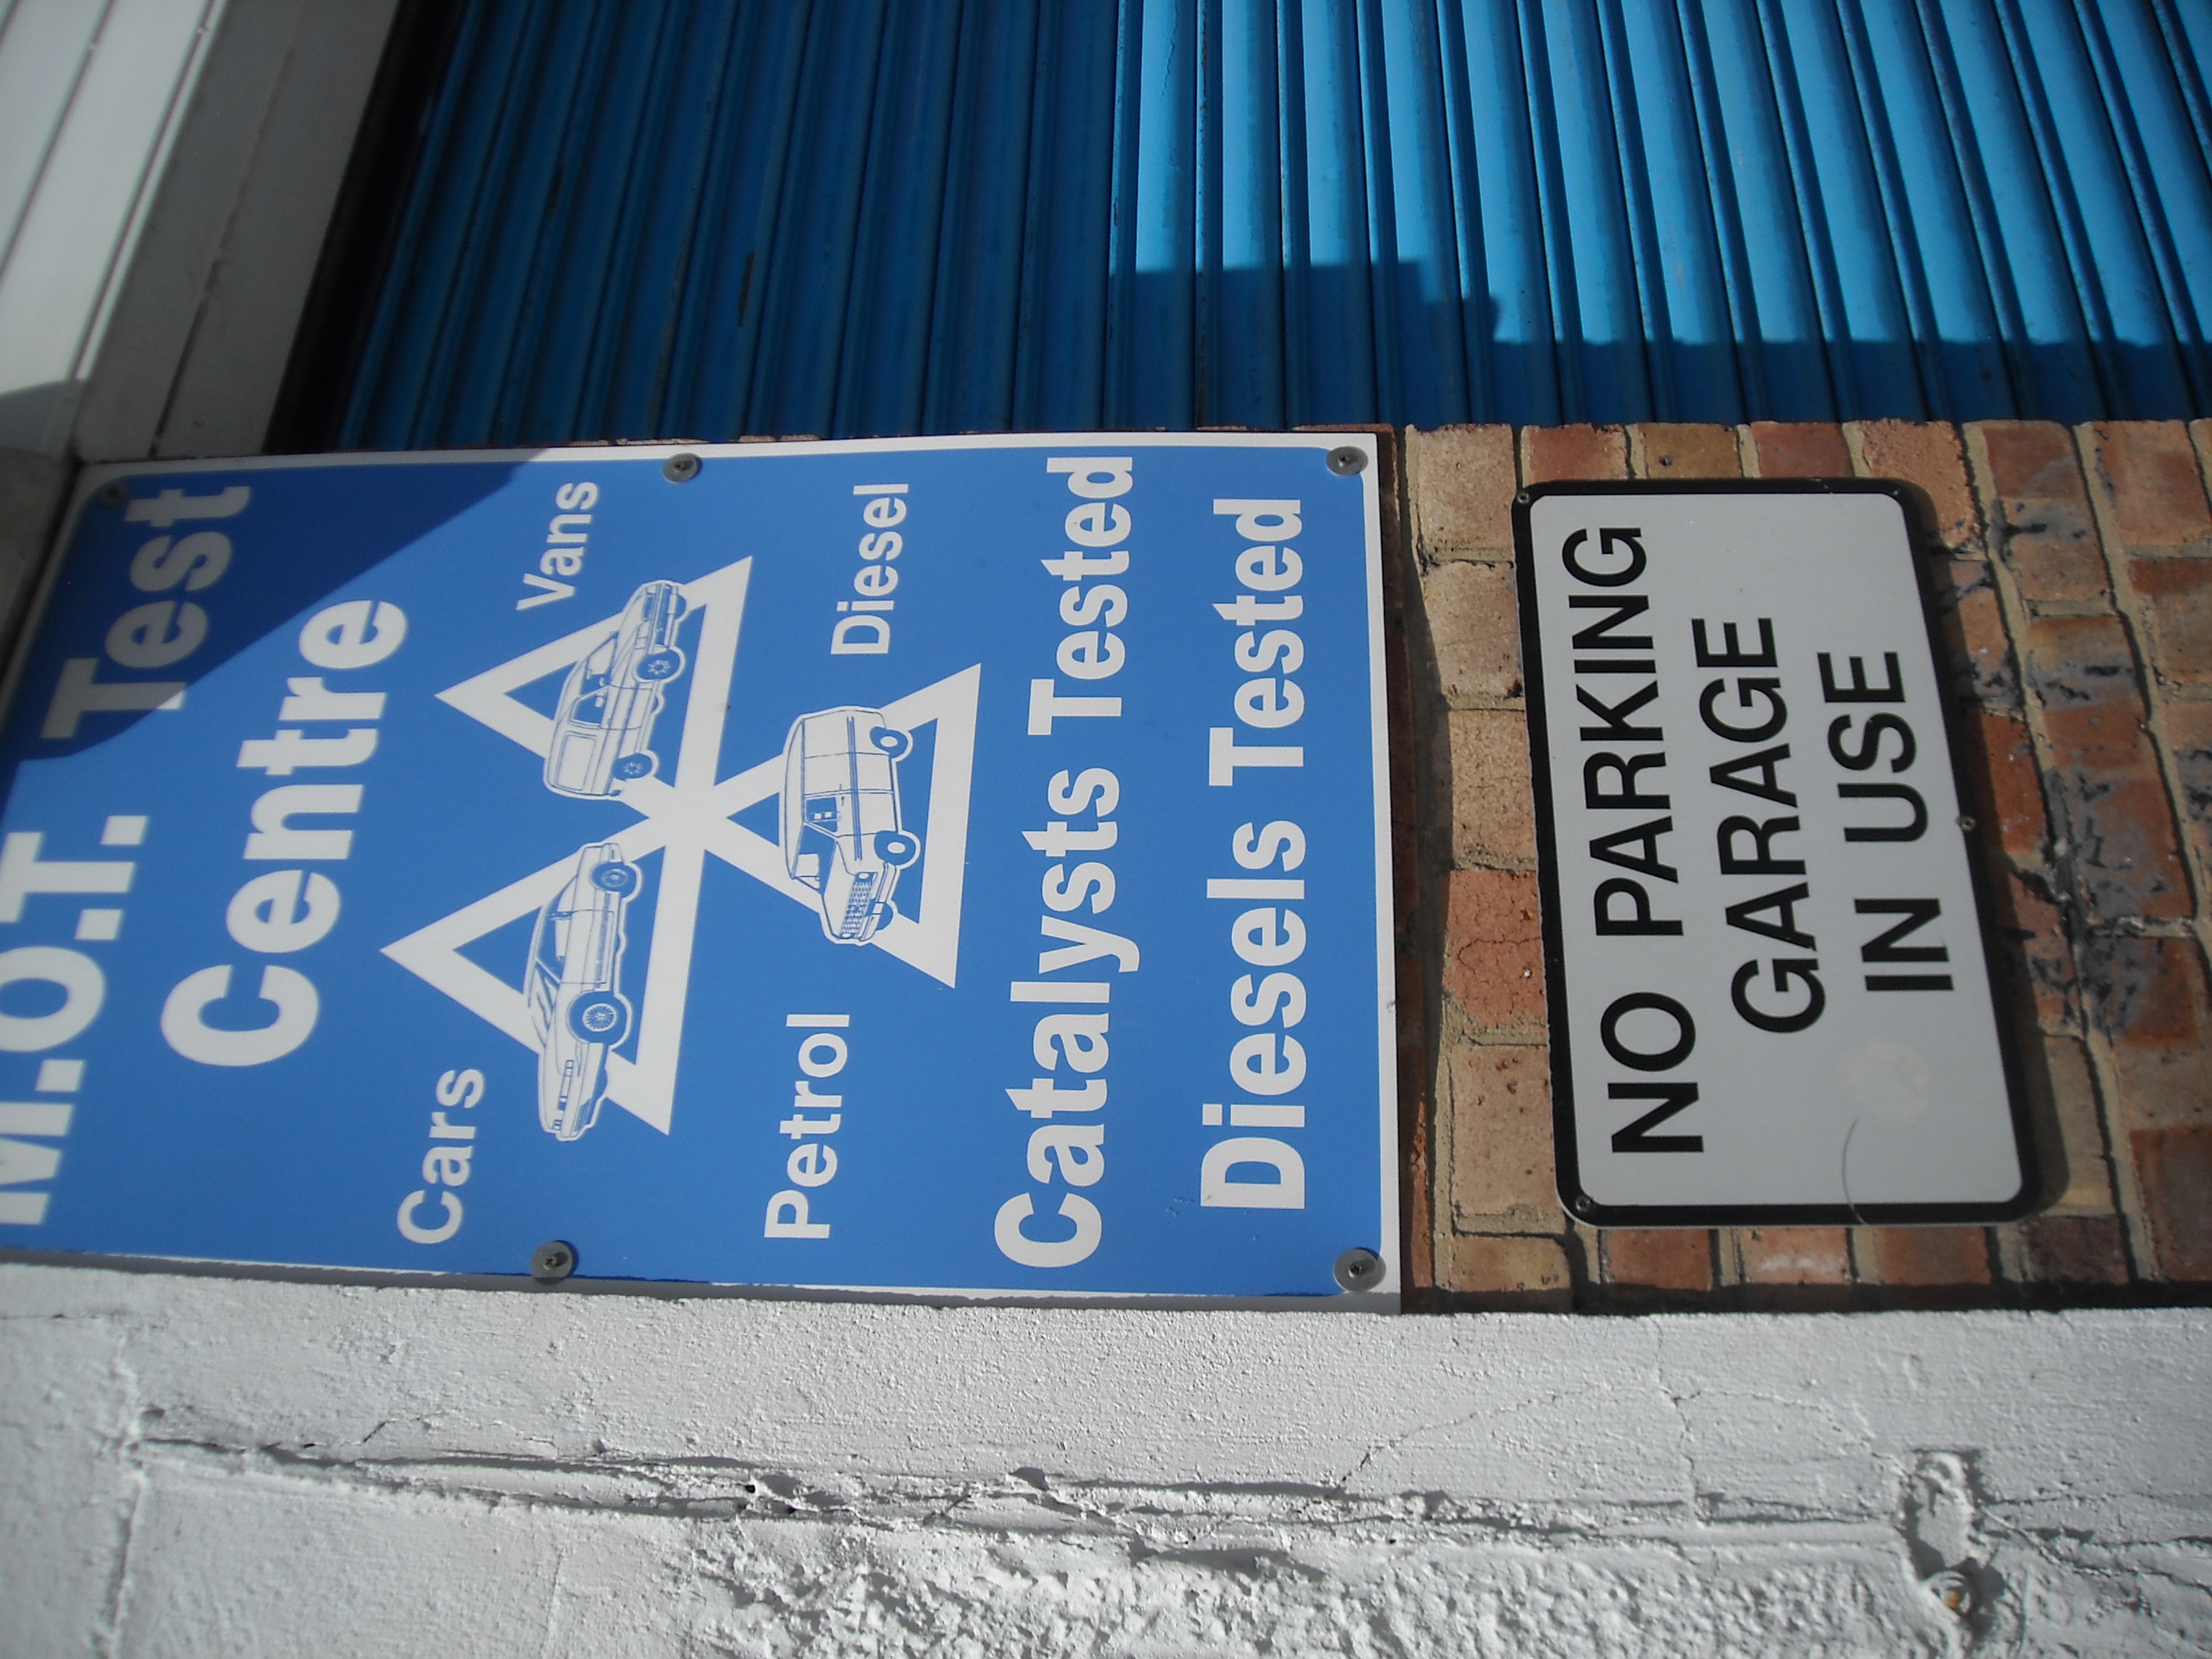 M.O.T. Test
Centre
Cars Vans
Petrol Diesel
Catalysts Tested
Diesels Tested
NO PARKING
GARAGE
IN USE